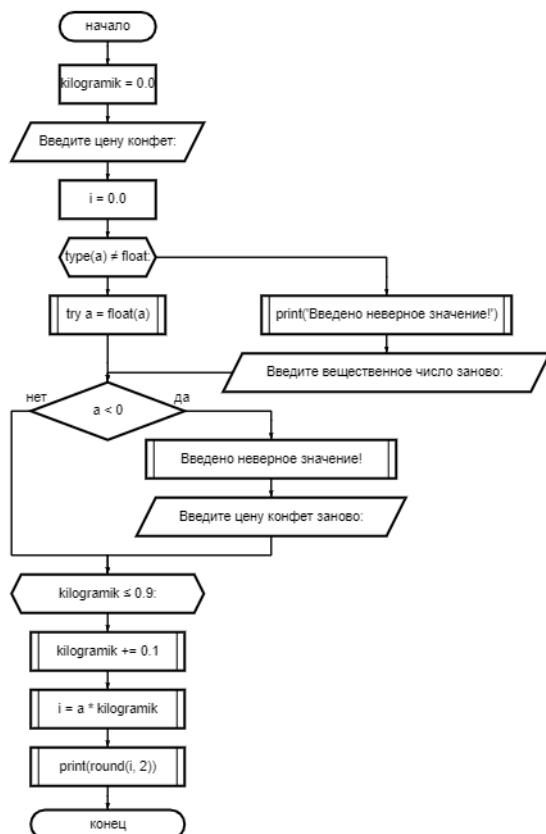 начало
kilogramik = 0.0
Введите цену конфет:
i = 0.0
type(a) ≠ float:
try a = float(a)
print('Введено неверное значение!')
Введите вещественное число заново:
нет
да
a < 0
Введено неверное значение!
Введите цену конфет заново:
kilogramik ≤ 0.9:
kilogramik += 0.1
i = a * kilogramik
print(round(i, 2))
конец